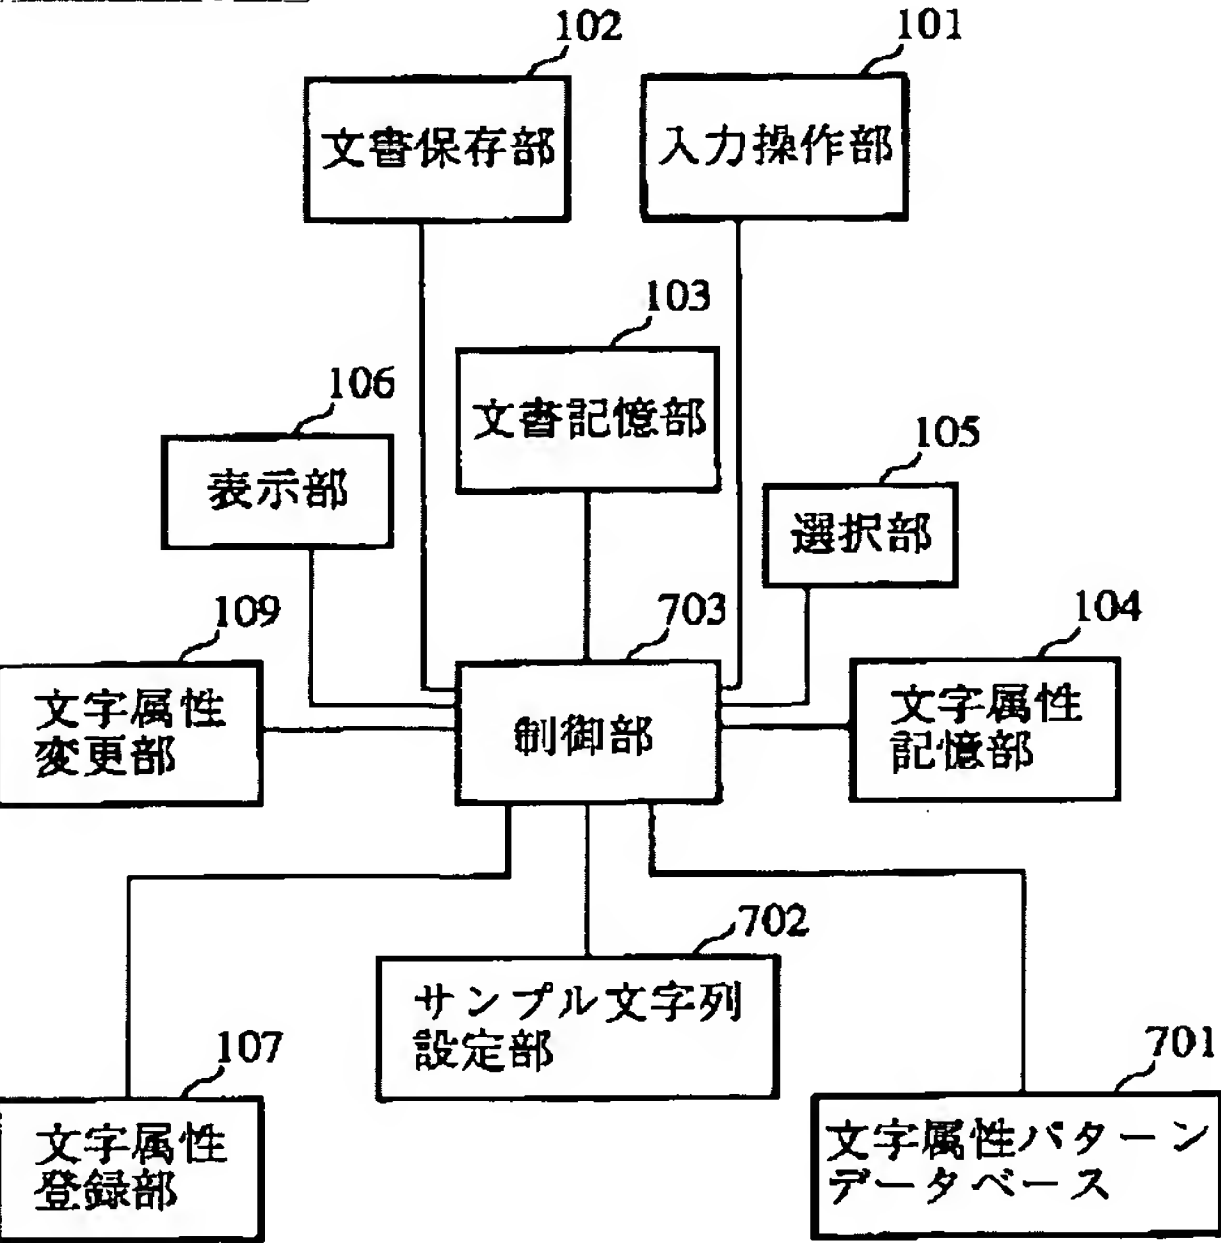 102
101
文書保存部
入力操作部
103
106
文書記憶部
105
表示部
選択部
109
703
104
文字属性
変更部
制御部
文字属性
記憶部
702
サンプル文字列
設定部
107
701
文字属性
登録部
文字属性パターン
データベース